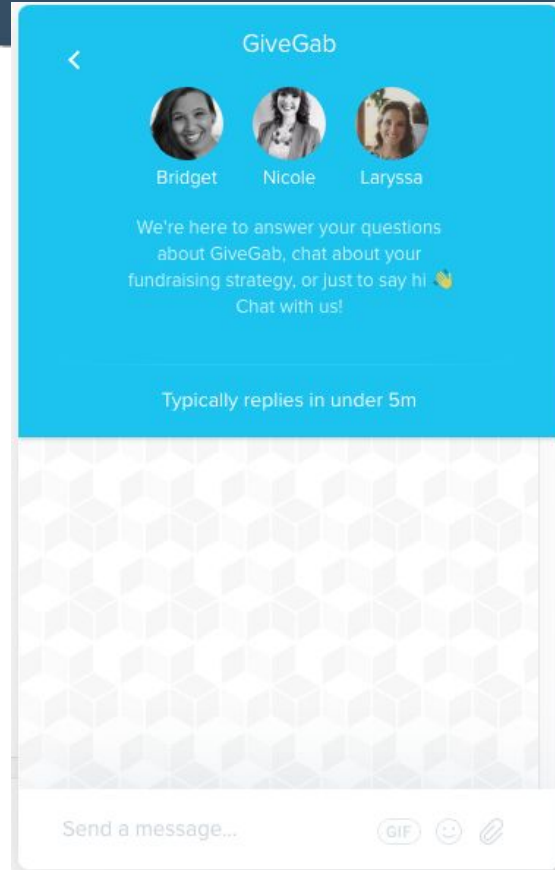 GiveGab
Bridget Nicole Laryssa
We're here to answer your questions
about GiveGab, chat about your
fundraising strategy, or just to say hi 👋
Chat with us!
Typically replies in under 5m
Send a message...
GIF